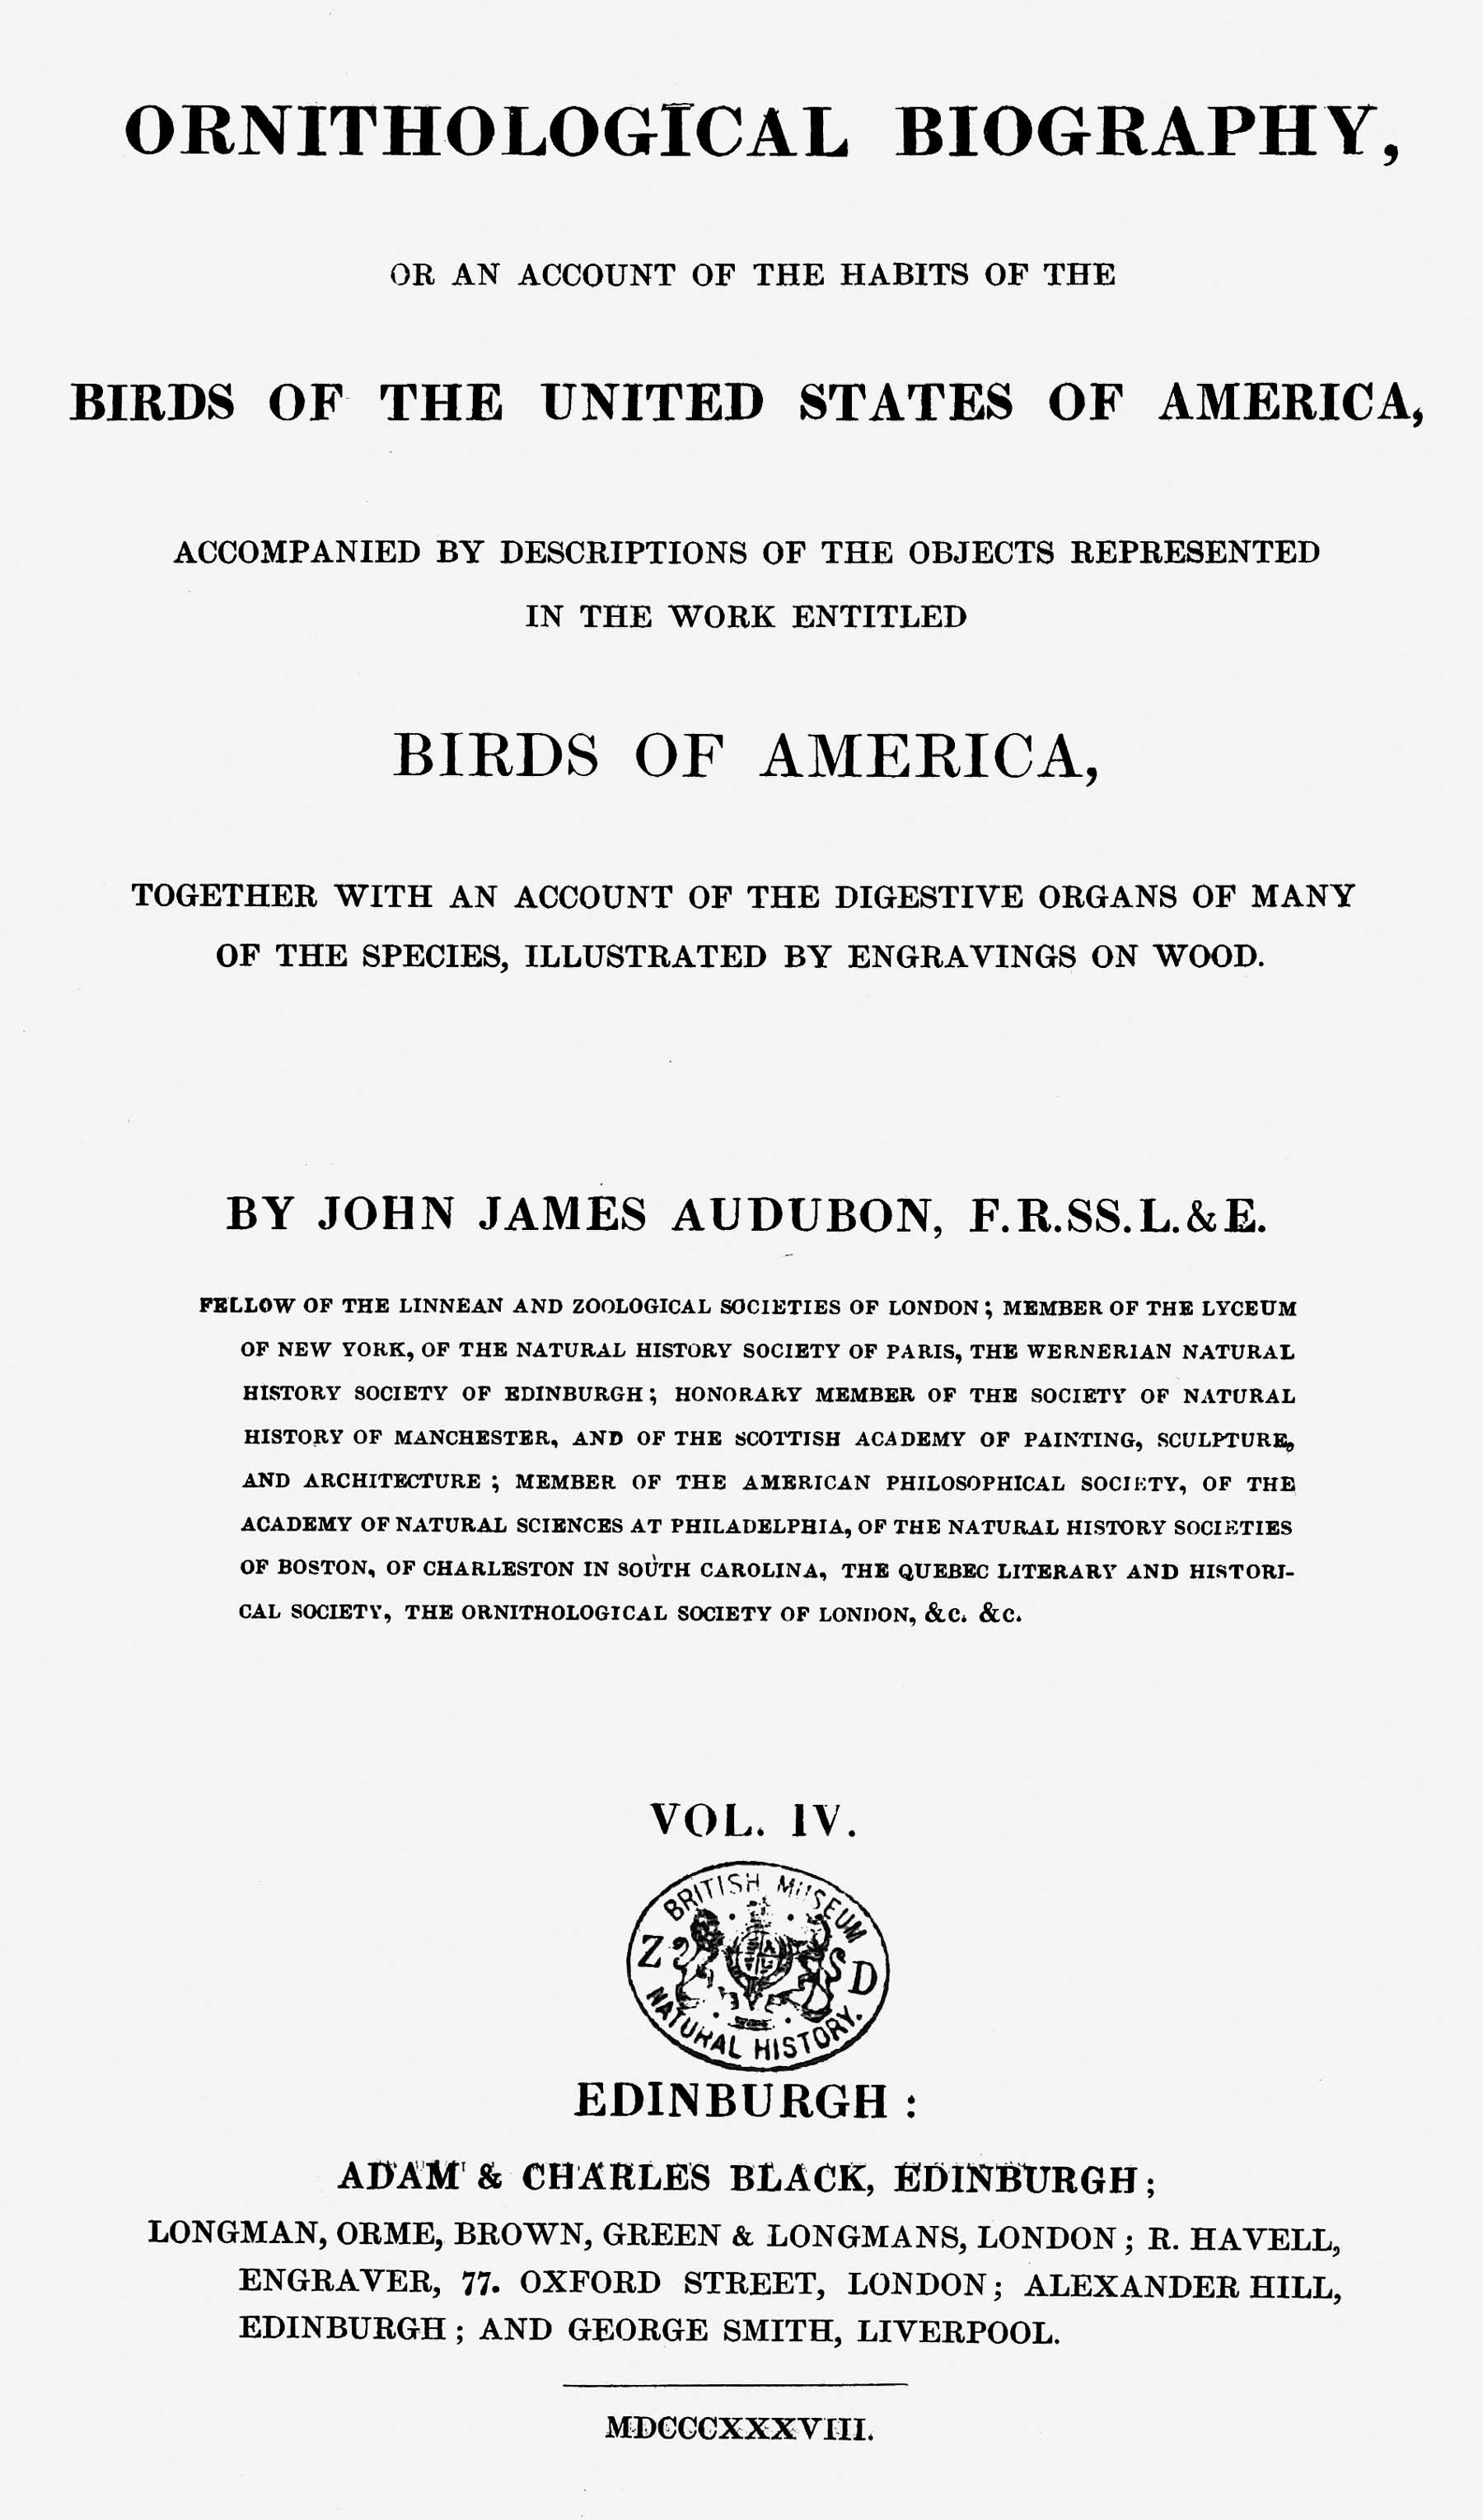 ORNITHOLOGICAL BIOGRAPHY,
OR AN ACCOUNT OF THE HABITS OF THE
BIRDS OF THE UNITED STATES OF AMERICA,
ACCOMPANIED BY DESCRIPTIONS OF THE OBJECTS REPRESENTED
IN THE WORK ENTITLED
BIRDS OF AMERICA,
TOGETHER WITH AN ACCOUNT OF THE DIGESTIVE ORGANS OF MANY
OF THE SPECIES, ILLUSTRATED BY ENGRAVINGS ON WOOD.
BY JOHN JAMES AUDUBON, F.R.SS.L.&E.
FELLOW OF THE LINNEAN AND ZOOLOGICAL SOCIETIES OF LONDON; MEMBER OF THE LYCEUM
OF NEW YORK, OF THE NATURAL HISTORY SOCIETY OF PARIS, THE WERNERIAN NATURAL
HISTORY SOCIETY OF EDINBURGH; HONORARY MEMBER OF THE SOCIETY OF NATURAL
HISTORY OF MANCHESTER, AND OF THE SCOTTISH ACADEMY OF PAINTING, SCULPTURE,
AND ARCHITECTURE; MEMBER OF THE AMERICAN PHILOSOPHICAL SOCIETY, OF THE
ACADEMY OF NATURAL SCIENCES AT PHILADELPHIA, OF THE NATURAL HISTORY SOCIETIES
OF BOSTON, OF CHARLESTON IN SOUTH CAROLINA, THE QUEBEC LITERARY AND HISTORI-
CAL SOCIETY, THE ORNITHOLOGICAL SOCIETY OF LONDON, &c. &c.
VOL. IV.
BRITISH MUSEUM
Z D
NATURAL HISTORY.
EDINBURGH:
ADAM & CHARLES BLACK, EDINBURGH;
LONGMAN, ORME, BROWN, GREEN & LONGMANS, LONDON; R. HAVELL,
ENGRAVER, 77. OXFORD STREET, LONDON; ALEXANDER HILL,
EDINBURGH; AND GEORGE SMITH, LIVERPOOL.
MDCCCXXXVIII.